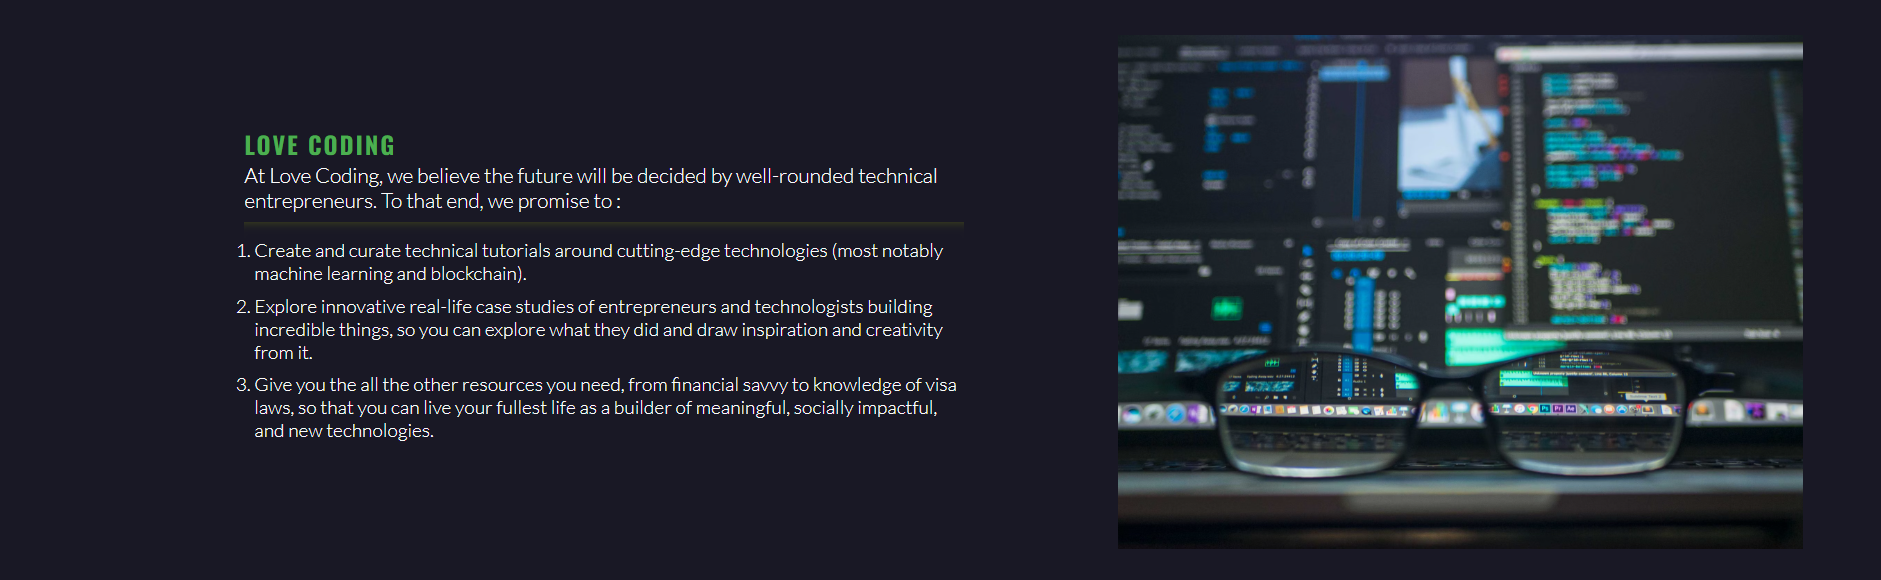 LOVE CODING
At Love Coding, we believe the future will be decided by well-rounded technical
entrepreneurs. To that end, we promise to :
1. Create and curate technical tutorials around cutting-edge technologies (most notably
machine learning and blockchain).
2. Explore innovative real-life case studies of entrepreneurs and technologists building
incredible things, so you can explore what they did and draw inspiration and creativity
from it.
3. Give you the all the other resources you need, from financial savvy to knowledge of visa
laws, so that you can live your fullest life as a builder of meaningful, socially impactful,
and new technologies.